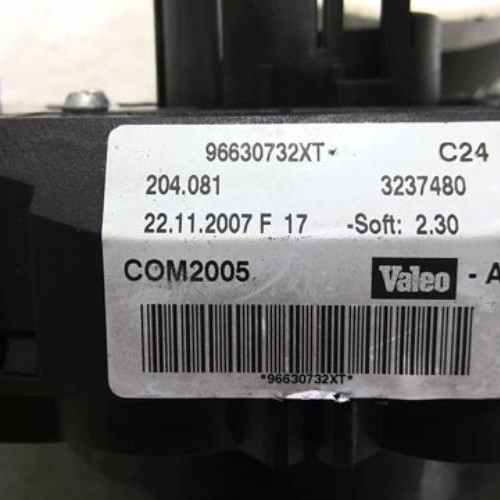 96630732XT C24
204.081 3237480
22.11.2007 F 17 -Soft: 2.30
COM2005 Valeo - A
*96630732XT*